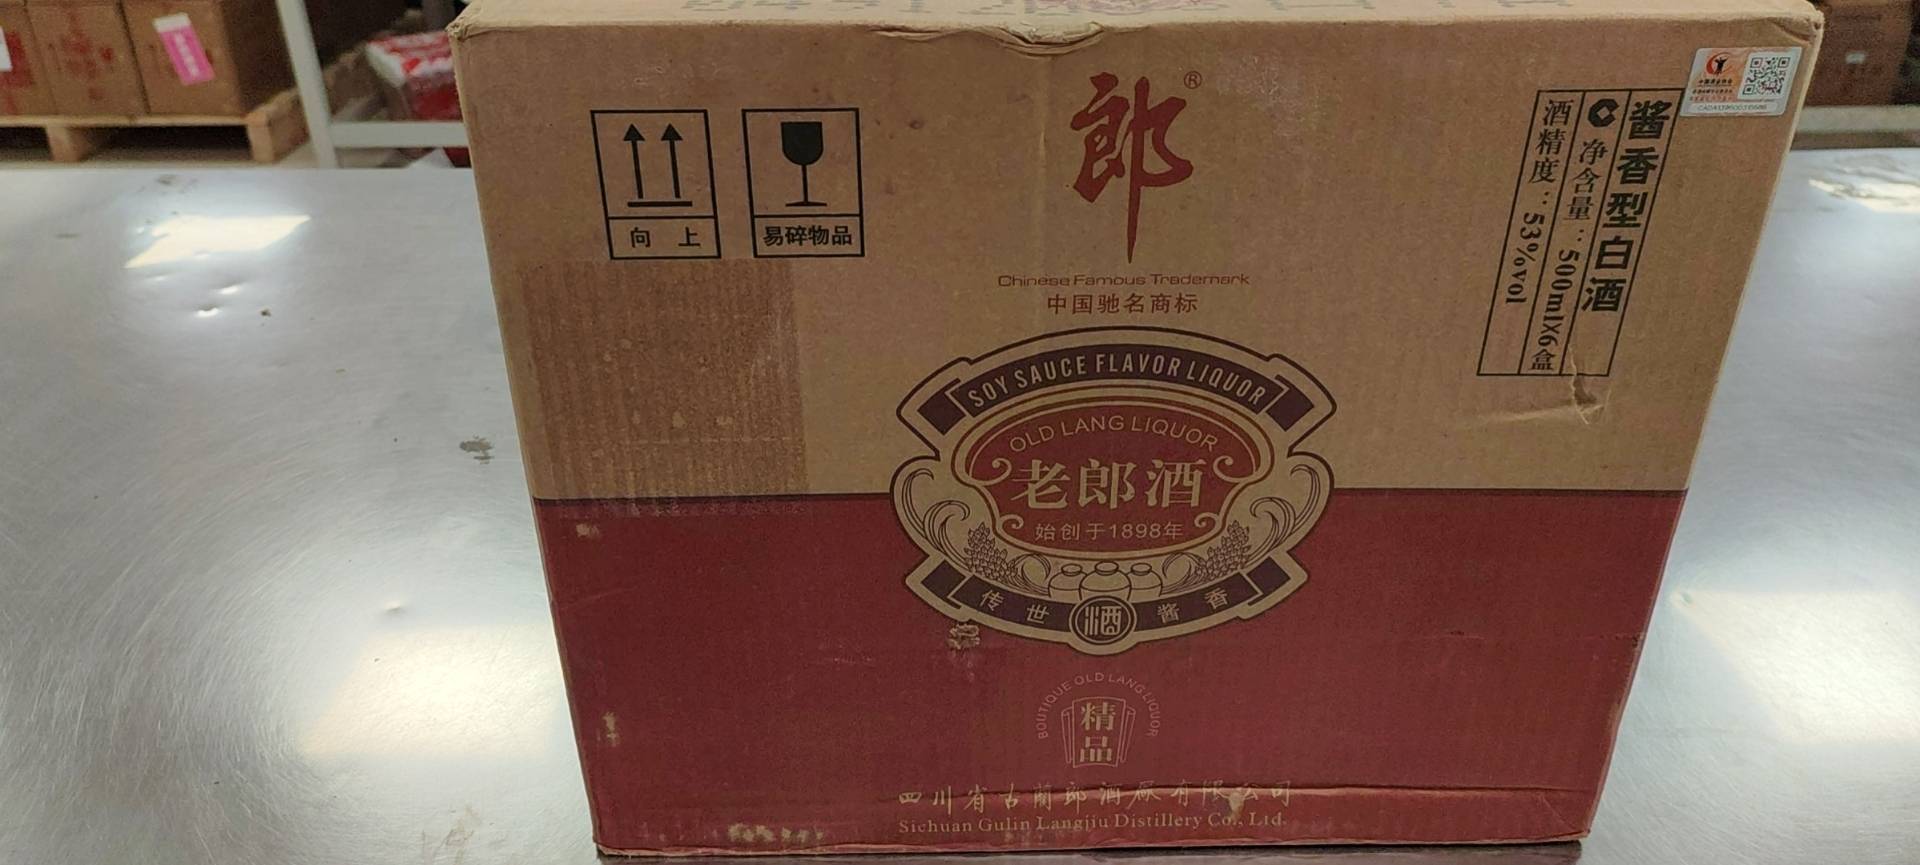 郎®
向 上
易碎物品
Chinese Famous Trademark
中国驰名商标
酱香型白酒
净含量：500ml×6盒
酒精度：53%vol
SOY SAUCE FLAVOR LIQUOR
OLD LANG LIQUOR
老郎酒
始创于1898年
传世 酒 酱香
BOUTIQUE OLD LANG LIQUOR
精品
四川省古蔺郎酒厂有限公司
Sichuan Gulin Langjiu Distillery Co., Ltd.